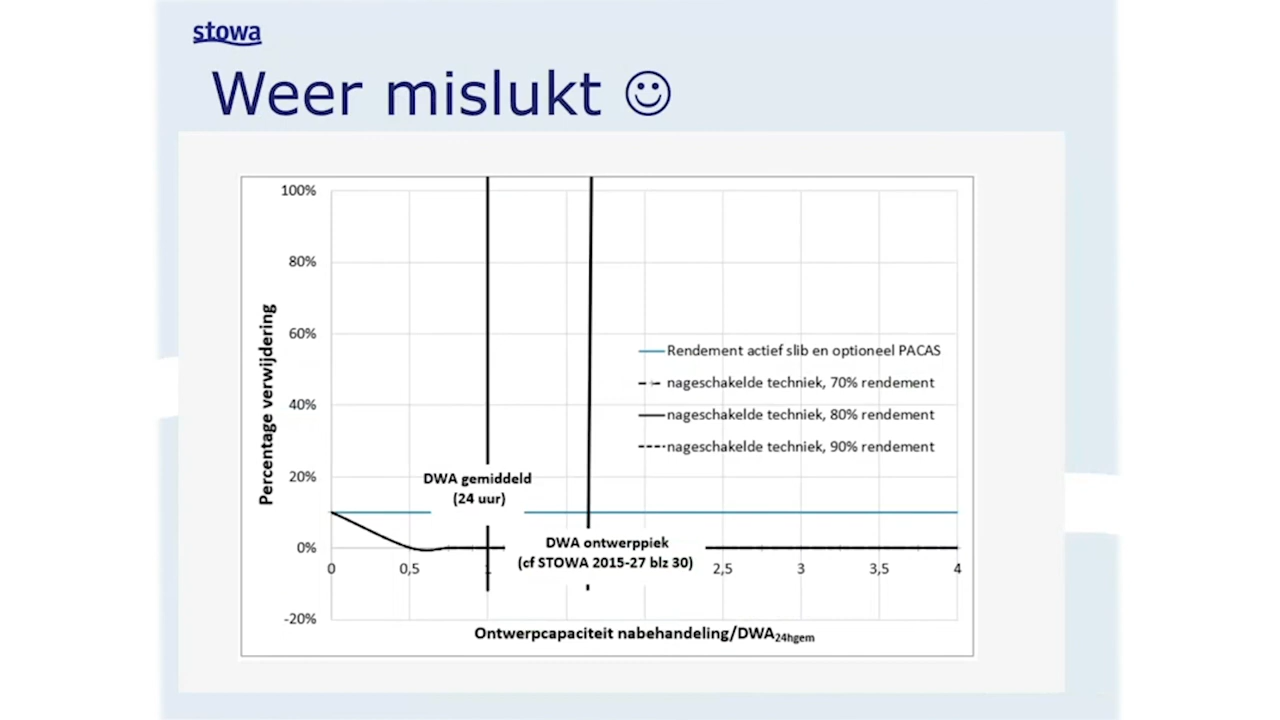 stowa
Weer mislukt ☺
100%
80%
60%
40%
20%
0%
-20%
Percentage verwijdering
Rendement actief slib en optioneel PACAS
nageschakelde techniek, 70% rendement
nageschakelde techniek, 80% rendement
nageschakelde techniek, 90% rendement
DWA gemiddeld
(24 uur)
DWA ontwerppiek
(cf STOWA 2015-27 blz 30)
0 0,5 1 2,5 3 3,5 4
Ontwerpcapaciteit nabehandeling/DWA24hgem